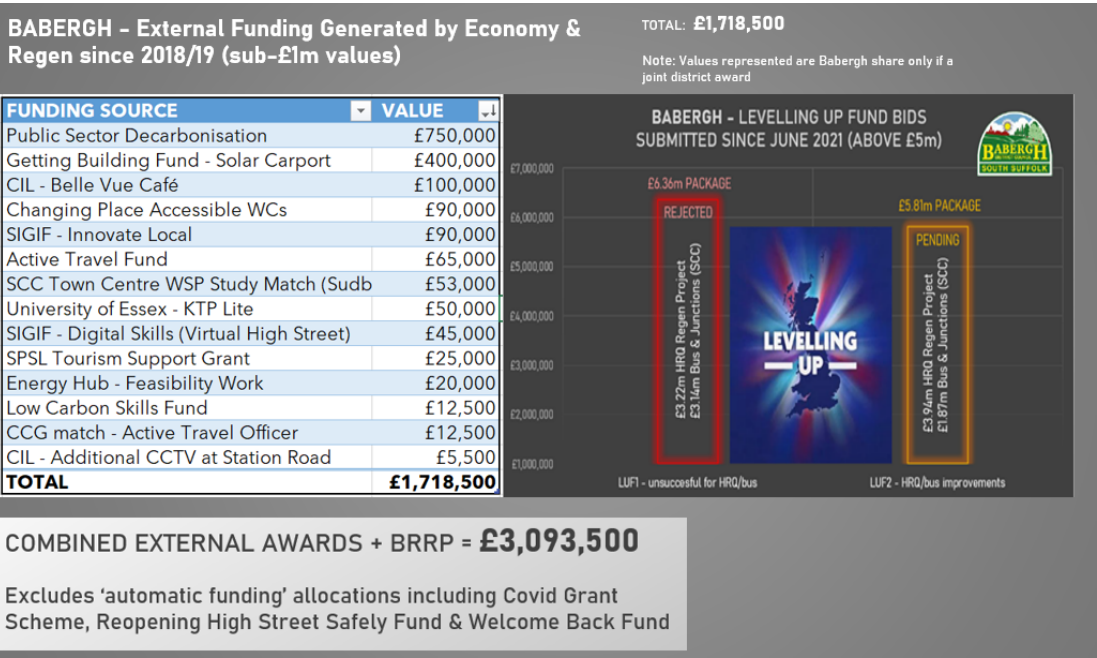 BABERGH – External Funding Generated by Economy &
Regen since 2018/19 (sub-£1m values)
TOTAL: £1,718,500
Note: Values represented are Babergh share only if a
joint district award
FUNDING SOURCE VALUE
Public Sector Decarbonisation £750,000
Getting Building Fund - Solar Carport £400,000
CIL - Belle Vue Café £100,000
Changing Place Accessible WCs £90,000
SIGIF - Innovate Local £90,000
Active Travel Fund £65,000
SCC Town Centre WSP Study Match (Sudb £53,000
University of Essex - KTP Lite £50,000
SIGIF - Digital Skills (Virtual High Street) £45,000
SPSL Tourism Support Grant £25,000
Energy Hub - Feasibility Work £20,000
Low Carbon Skills Fund £12,500
CCG match - Active Travel Officer £12,500
CIL - Additional CCTV at Station Road £5,500
TOTAL £1,718,500
BABERGH - LEVELLING UP FUND BIDS
SUBMITTED SINCE JUNE 2021 (ABOVE £5m)
BABERGH
SOUTH SUFFOLK
£7,000,000
£6,000,000
£5,000,000
£4,000,000
£3,000,000
£2,000,000
£1,000,000
£6.36m PACKAGE
REJECTED
£3.22m HRQ Regen Project
£3.14m Bus & Junctions (SCC)
LEVELLING
UP
£5.81m PACKAGE
PENDING
£3.94m HRQ Regen Project
£1.87m Bus & Junctions (SCC)
LUF1 - unsuccesful for HRQ/bus
LUF2 - HRQ/bus improvements
COMBINED EXTERNAL AWARDS + BRRP = £3,093,500
Excludes ‘automatic funding’ allocations including Covid Grant
Scheme, Reopening High Street Safely Fund & Welcome Back Fund